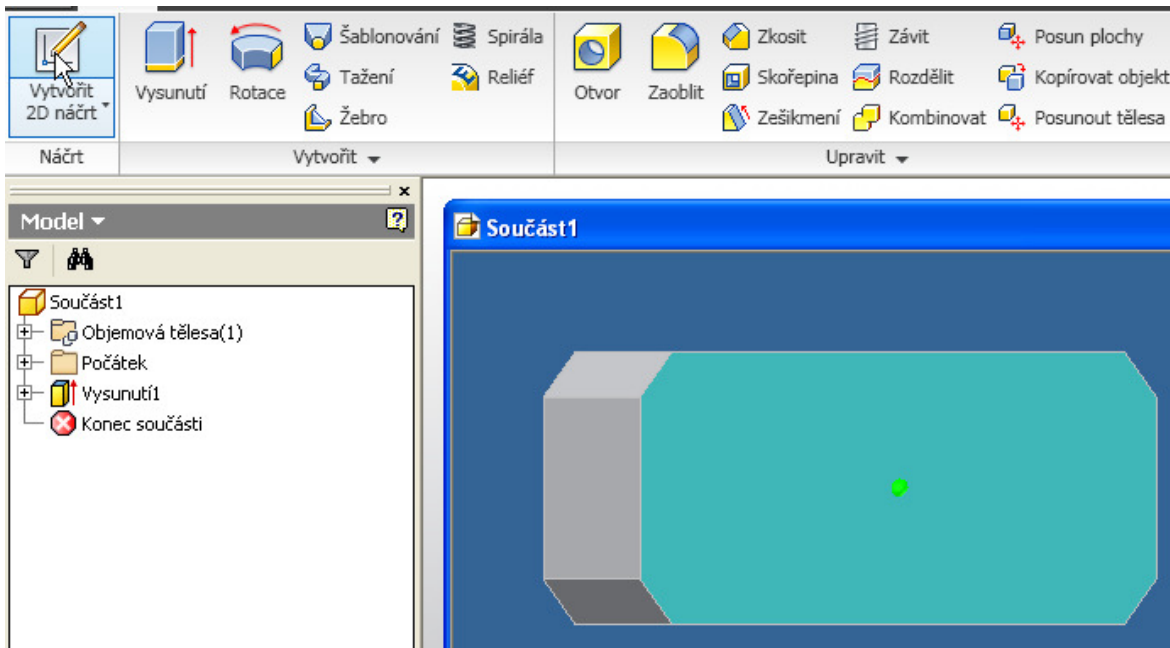 Vytvořit
2D náčrt
Vysunutí
Rotace
Šablonování
Tažení
Žebro
Spirála
Reliéf
Otvor
Zaoblit
Zkosit
Skořepina
Zešikmení
Závit
Rozdělit
Kombinovat
Posun plochy
Kopírovat objekt
Posunout tělesa
Náčrt
Vytvořit
Upravit
Model
Součást1
Součást1
Objemová tělesa(1)
Počátek
Vysunutí1
Konec součásti